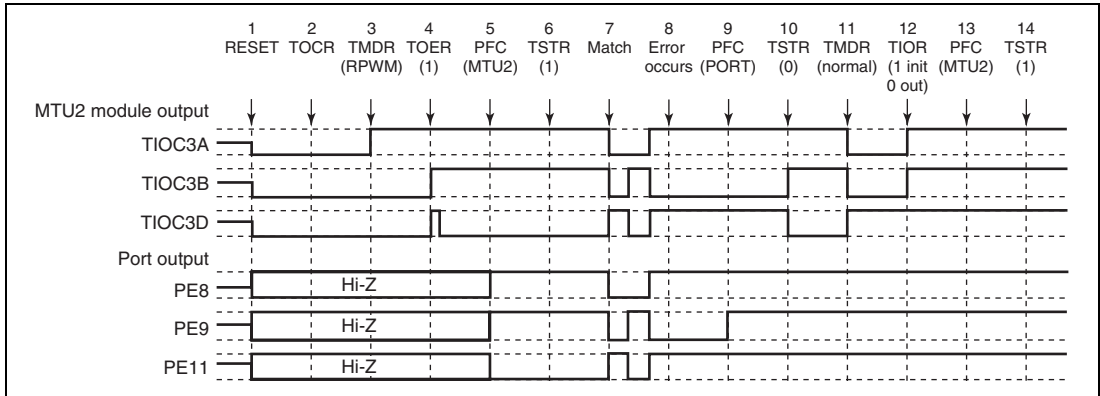 1 2 3 4 5 6 7 8 9 10 11 12 13 14
RESET TOCR TMDR TOER PFC TSTR Match Error PFC TSTR TMDR TIOR PFC TSTR
(RPWM) (1) (MTU2) (1) occurs (PORT) (0) (normal) (1 init (MTU2) (1)
0 out)
MTU2 module output
TIOC3A
TIOC3B
TIOC3D
Port output
PE8 Hi-Z
PE9 Hi-Z
PE11 Hi-Z